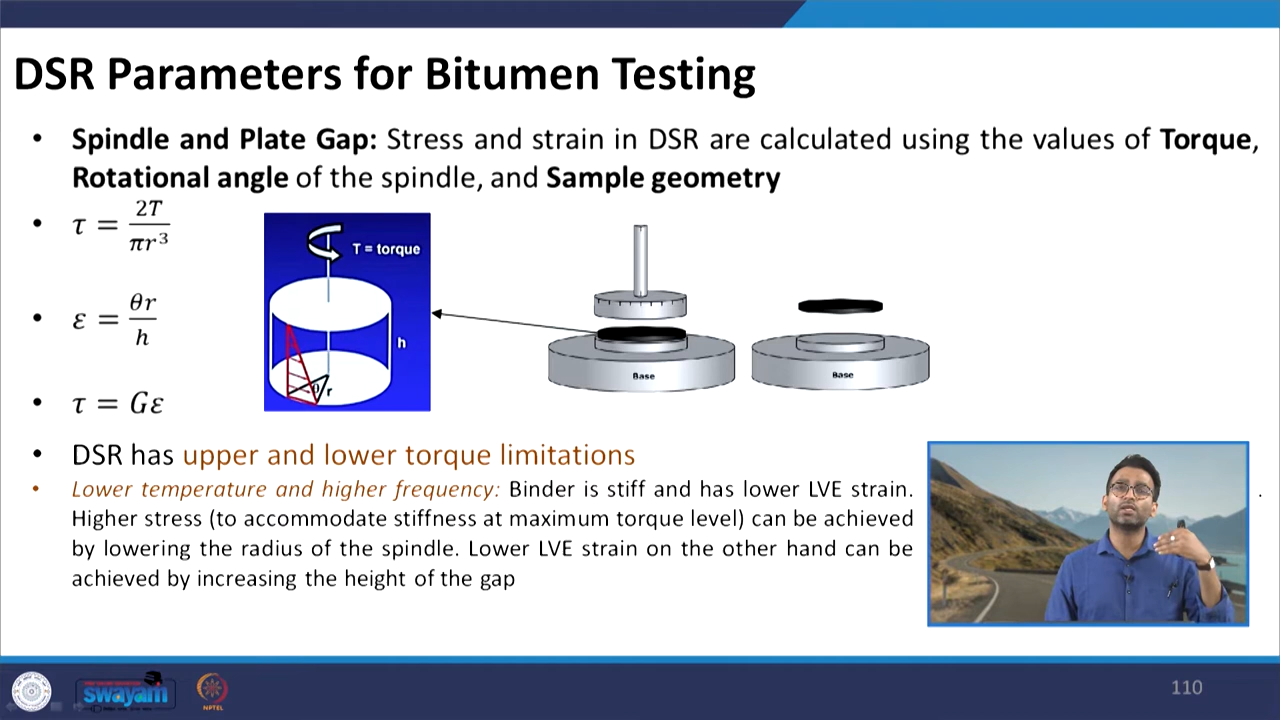 DSR Parameters for Bitumen Testing
• Spindle and Plate Gap: Stress and strain in DSR are calculated using the values of Torque,
Rotational angle of the spindle, and Sample geometry
• τ = 2T / πr³
T = torque
h
θ
r
Base
Base
• ε = θr / h
• τ = Gε
• DSR has upper and lower torque limitations
• Lower temperature and higher frequency: Binder is stiff and has lower LVE strain.
Higher stress (to accommodate stiffness at maximum torque level) can be achieved
by lowering the radius of the spindle. Lower LVE strain on the other hand can be
achieved by increasing the height of the gap
.
swayam
NPTEL
110